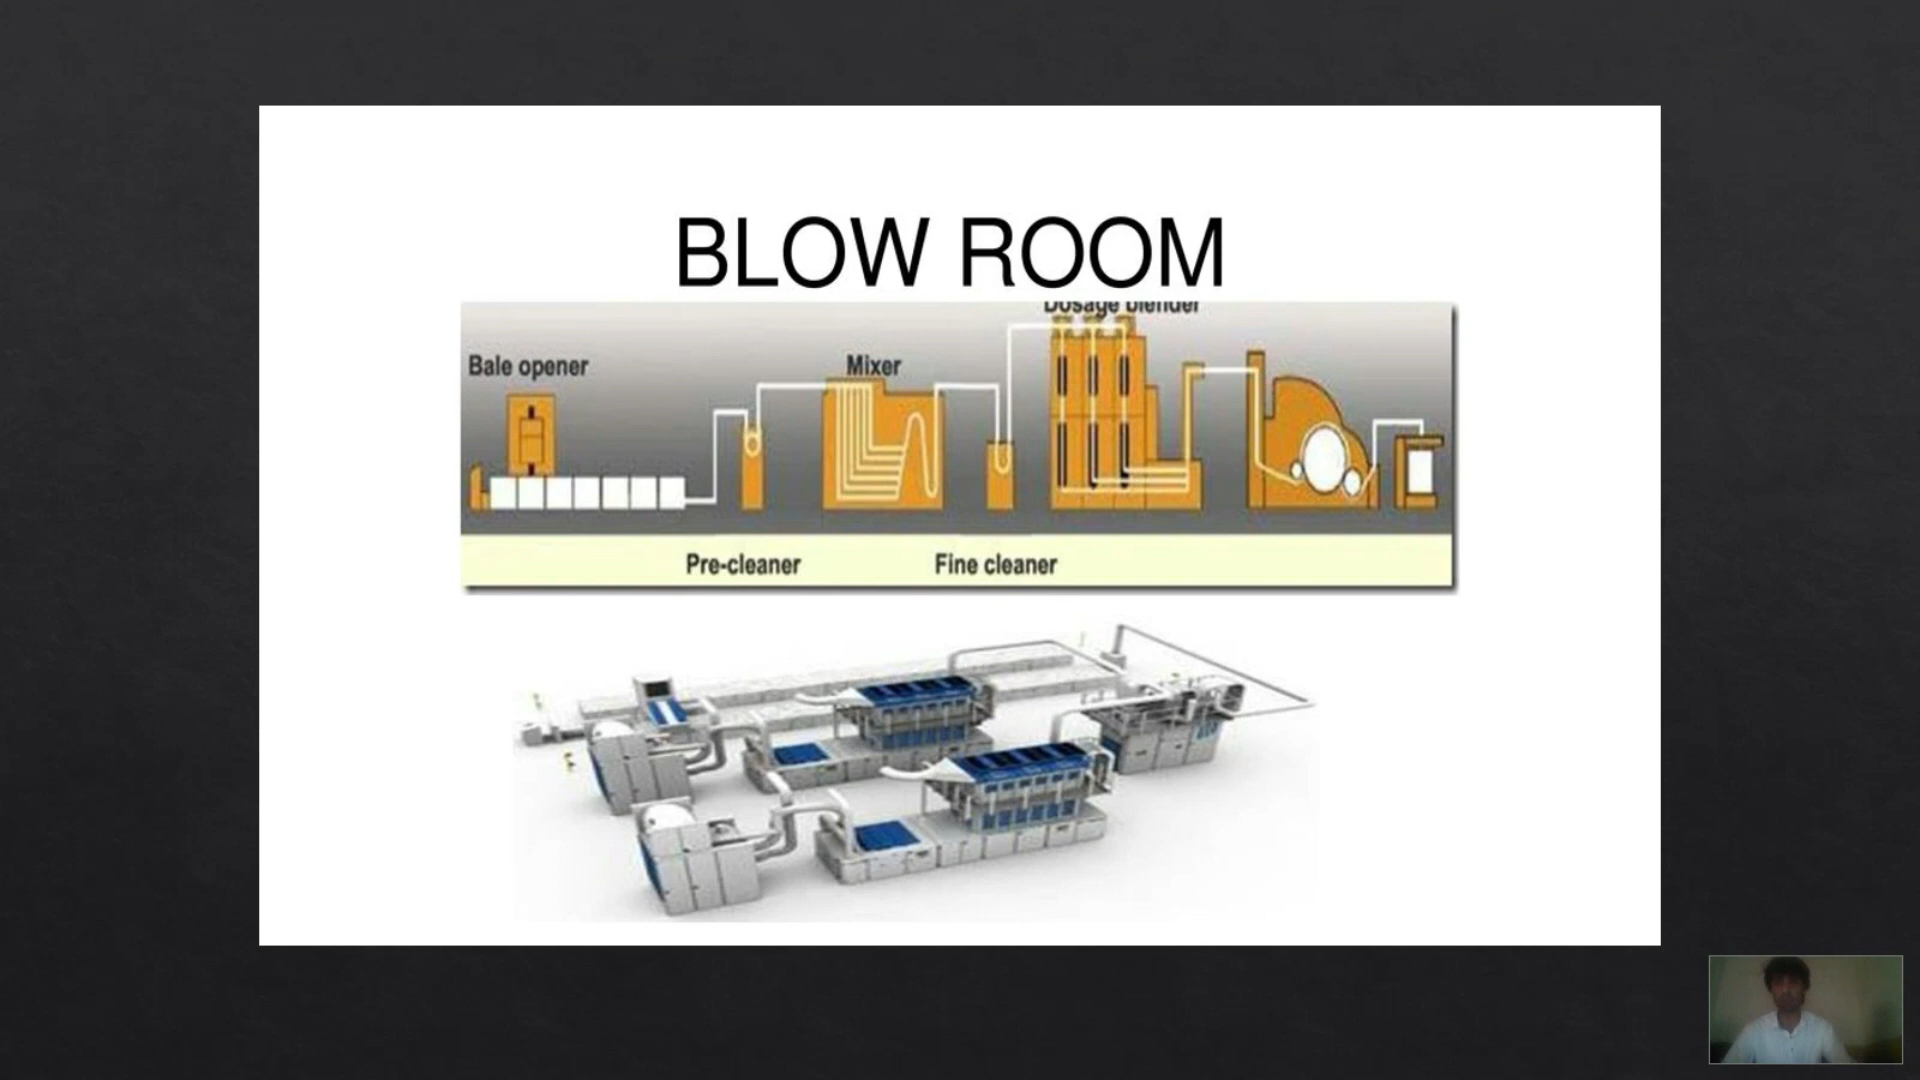 BLOW ROOM
Dosage blender
Bale opener
Mixer
Pre-cleaner
Fine cleaner